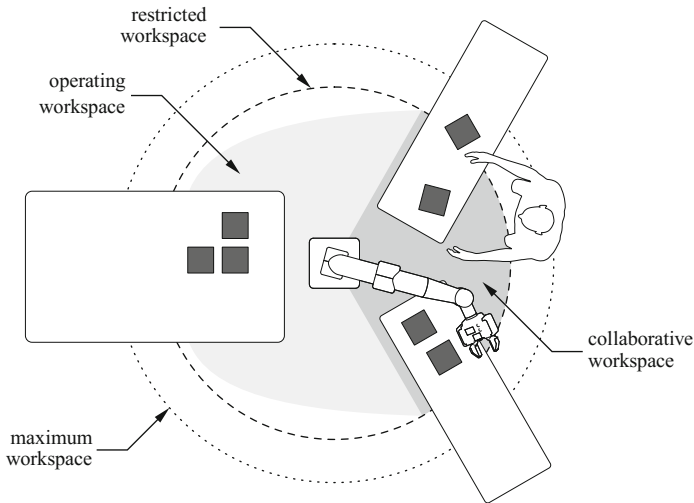 restricted
workspace
operating
workspace
collaborative
workspace
maximum
workspace